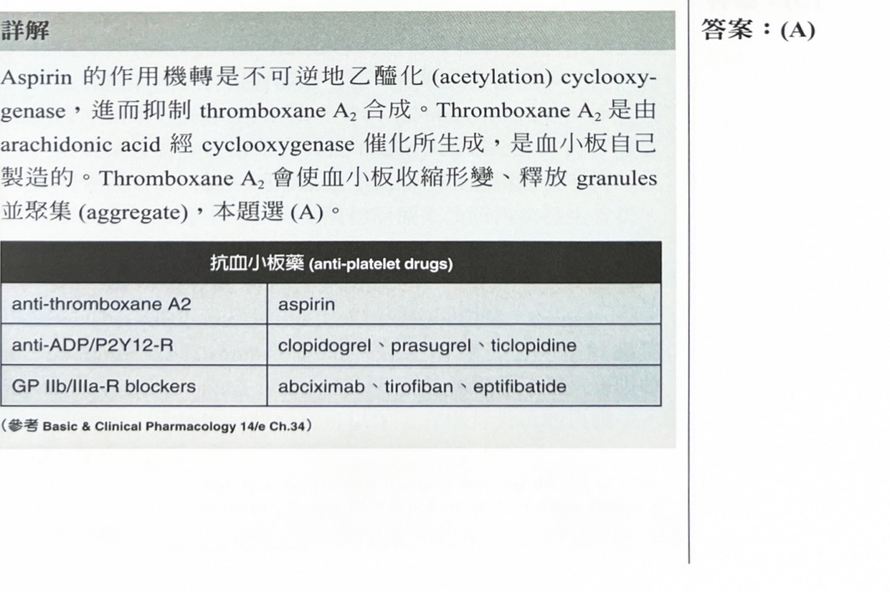 詳解
Aspirin 的作用機轉是不可逆地乙醯化 (acetylation) cyclooxy-
genase，進而抑制 thromboxane A₂ 合成。Thromboxane A₂ 是由
arachidonic acid 經 cyclooxygenase 催化所生成，是血小板自己
製造的。Thromboxane A₂ 會使血小板收縮形變、釋放 granules
並聚集 (aggregate)，本題選 (A)。
抗血小板藥 (anti-platelet drugs)
anti-thromboxane A2 aspirin
anti-ADP/P2Y12-R clopidogrel、prasugrel、ticlopidine
GP IIb/IIIa-R blockers abciximab、tirofiban、eptifibatide
（參考 Basic & Clinical Pharmacology 14/e Ch.34）
答案：(A)